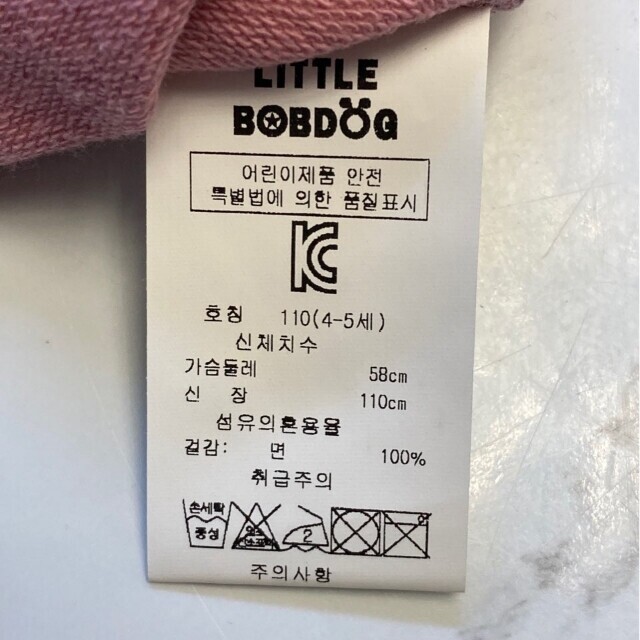 LITTLE
BOBDOG
어린이제품 안전
특별법에 의한 품질표시
KC
호칭 110(4-5세)
신체치수
가슴둘레 58cm
신 장 110cm
섬유의혼용율
겉감: 면 100%
취급주의
손세탁
중성
2
주의사항